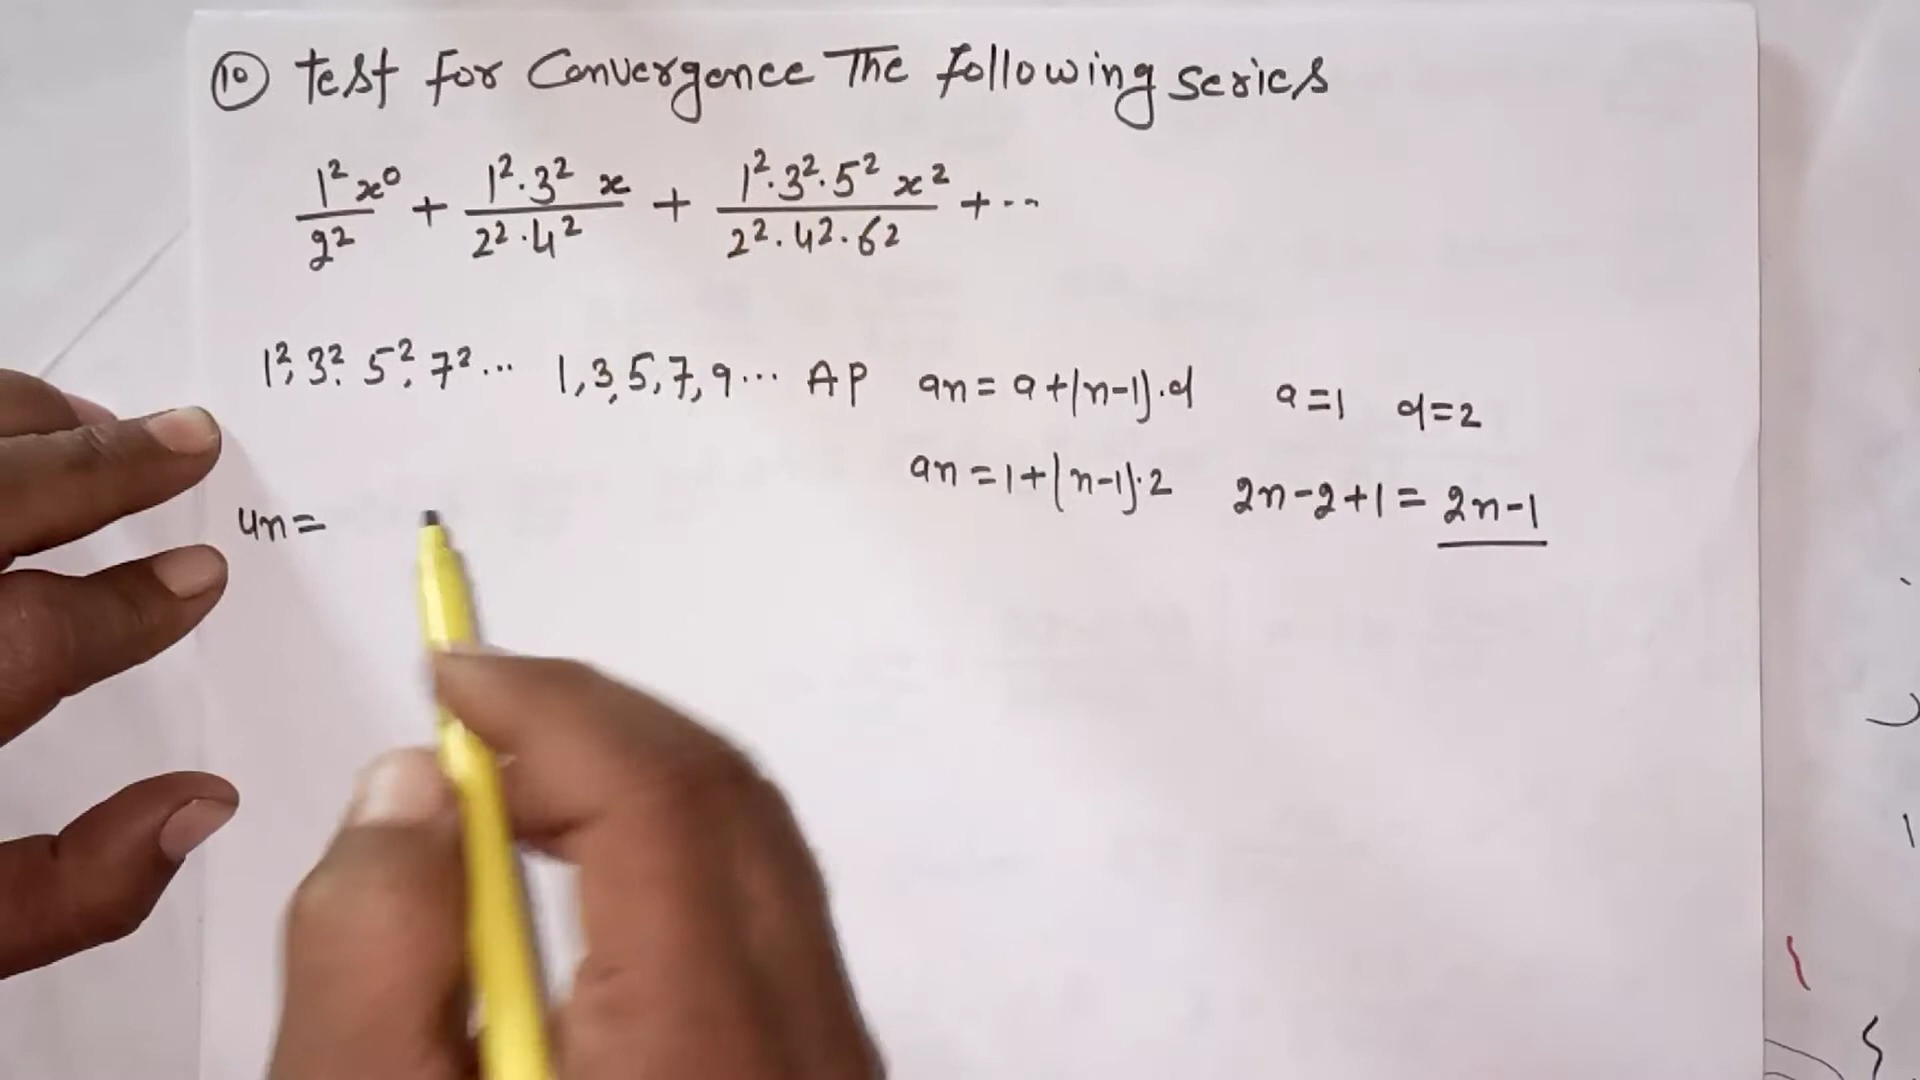 ⑩ Test for Convergence The following series
1²x⁰/2² + 1²·3² x/2²·4² + 1²·3²·5² x²/2²·4²·6² + ...
1², 3², 5², 7² ... 1, 3, 5, 7, 9 ... AP an = a+(n-1).d a=1 d=2
an = 1+(n-1).2 2n-2+1 = 2n-1
un =